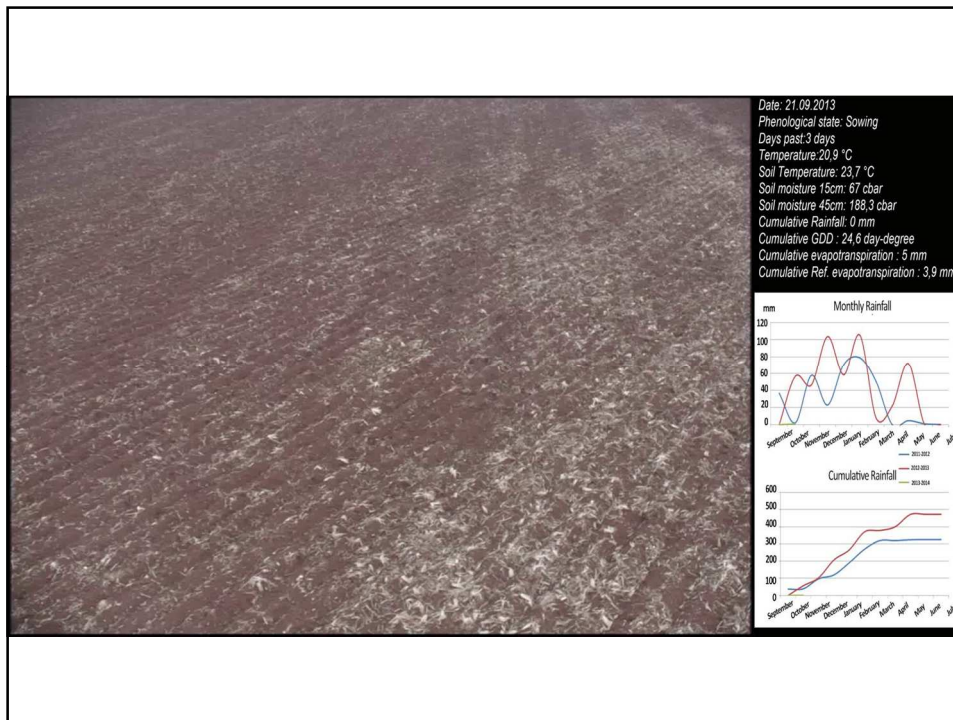 Date: 21.09.2013
Phenological state: Sowing
Days past:3 days
Temperature:20,9 °C
Soil Temperature: 23,7 °C
Soil moisture 15cm: 67 cbar
Soil moisture 45cm: 188,3 cbar
Cumulative Rainfall: 0 mm
Cumulative GDD : 24,6 day-degree
Cumulative evapotranspiration : 5 mm
Cumulative Ref. evapotranspiration : 3,9 mm
Monthly Rainfall
mm
120
100
80
60
40
20
0
September
October
November
December
January
February
March
April
May
June
2011-2012
2012-2013
2013-2014
Cumulative Rainfall
600
500
400
300
200
100
0
September
October
November
December
January
February
March
April
May
June